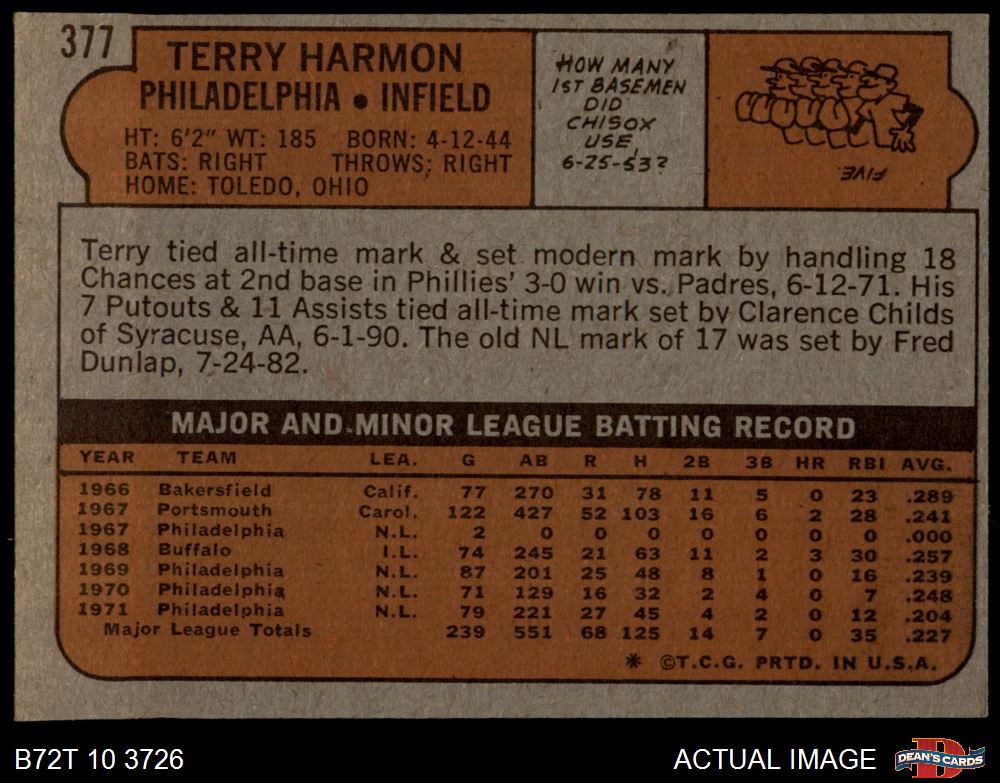 377
TERRY HARMON
PHILADELPHIA • INFIELD
HT: 6'2" WT: 185 BORN: 4-12-44
BATS: RIGHT THROWS: RIGHT
HOME: TOLEDO, OHIO
HOW MANY
1ST BASEMEN
DID
CHISOX
USE,
6-25-53?
FIVE
Terry tied all-time mark & set modern mark by handling 18
Chances at 2nd base in Phillies' 3-0 win vs. Padres, 6-12-71. His
7 Putouts & 11 Assists tied all-time mark set by Clarence Childs
of Syracuse, AA, 6-1-90. The old NL mark of 17 was set by Fred
Dunlap, 7-24-82.
MAJOR AND MINOR LEAGUE BATTING RECORD
YEAR TEAM LEA. G AB R H 2B 3B HR RBI AVG.
1966 Bakersfield Calif. 77 270 31 78 11 5 0 23 .289
1967 Portsmouth Carol. 122 427 52 103 16 6 2 28 .241
1967 Philadelphia N.L. 2 0 0 0 0 0 0 0 .000
1968 Buffalo I.L. 74 245 21 63 11 2 3 30 .257
1969 Philadelphia N.L. 87 201 25 48 8 1 0 16 .239
1970 Philadelphia N.L. 71 129 16 32 2 4 0 7 .248
1971 Philadelphia N.L. 79 221 27 45 4 2 0 12 .204
Major League Totals 239 551 68 125 14 7 0 35 .227
* ©T.C.G. PRTD. IN U.S.A.
B72T 10 3726
ACTUAL IMAGE
D
DEAN'S CARDS